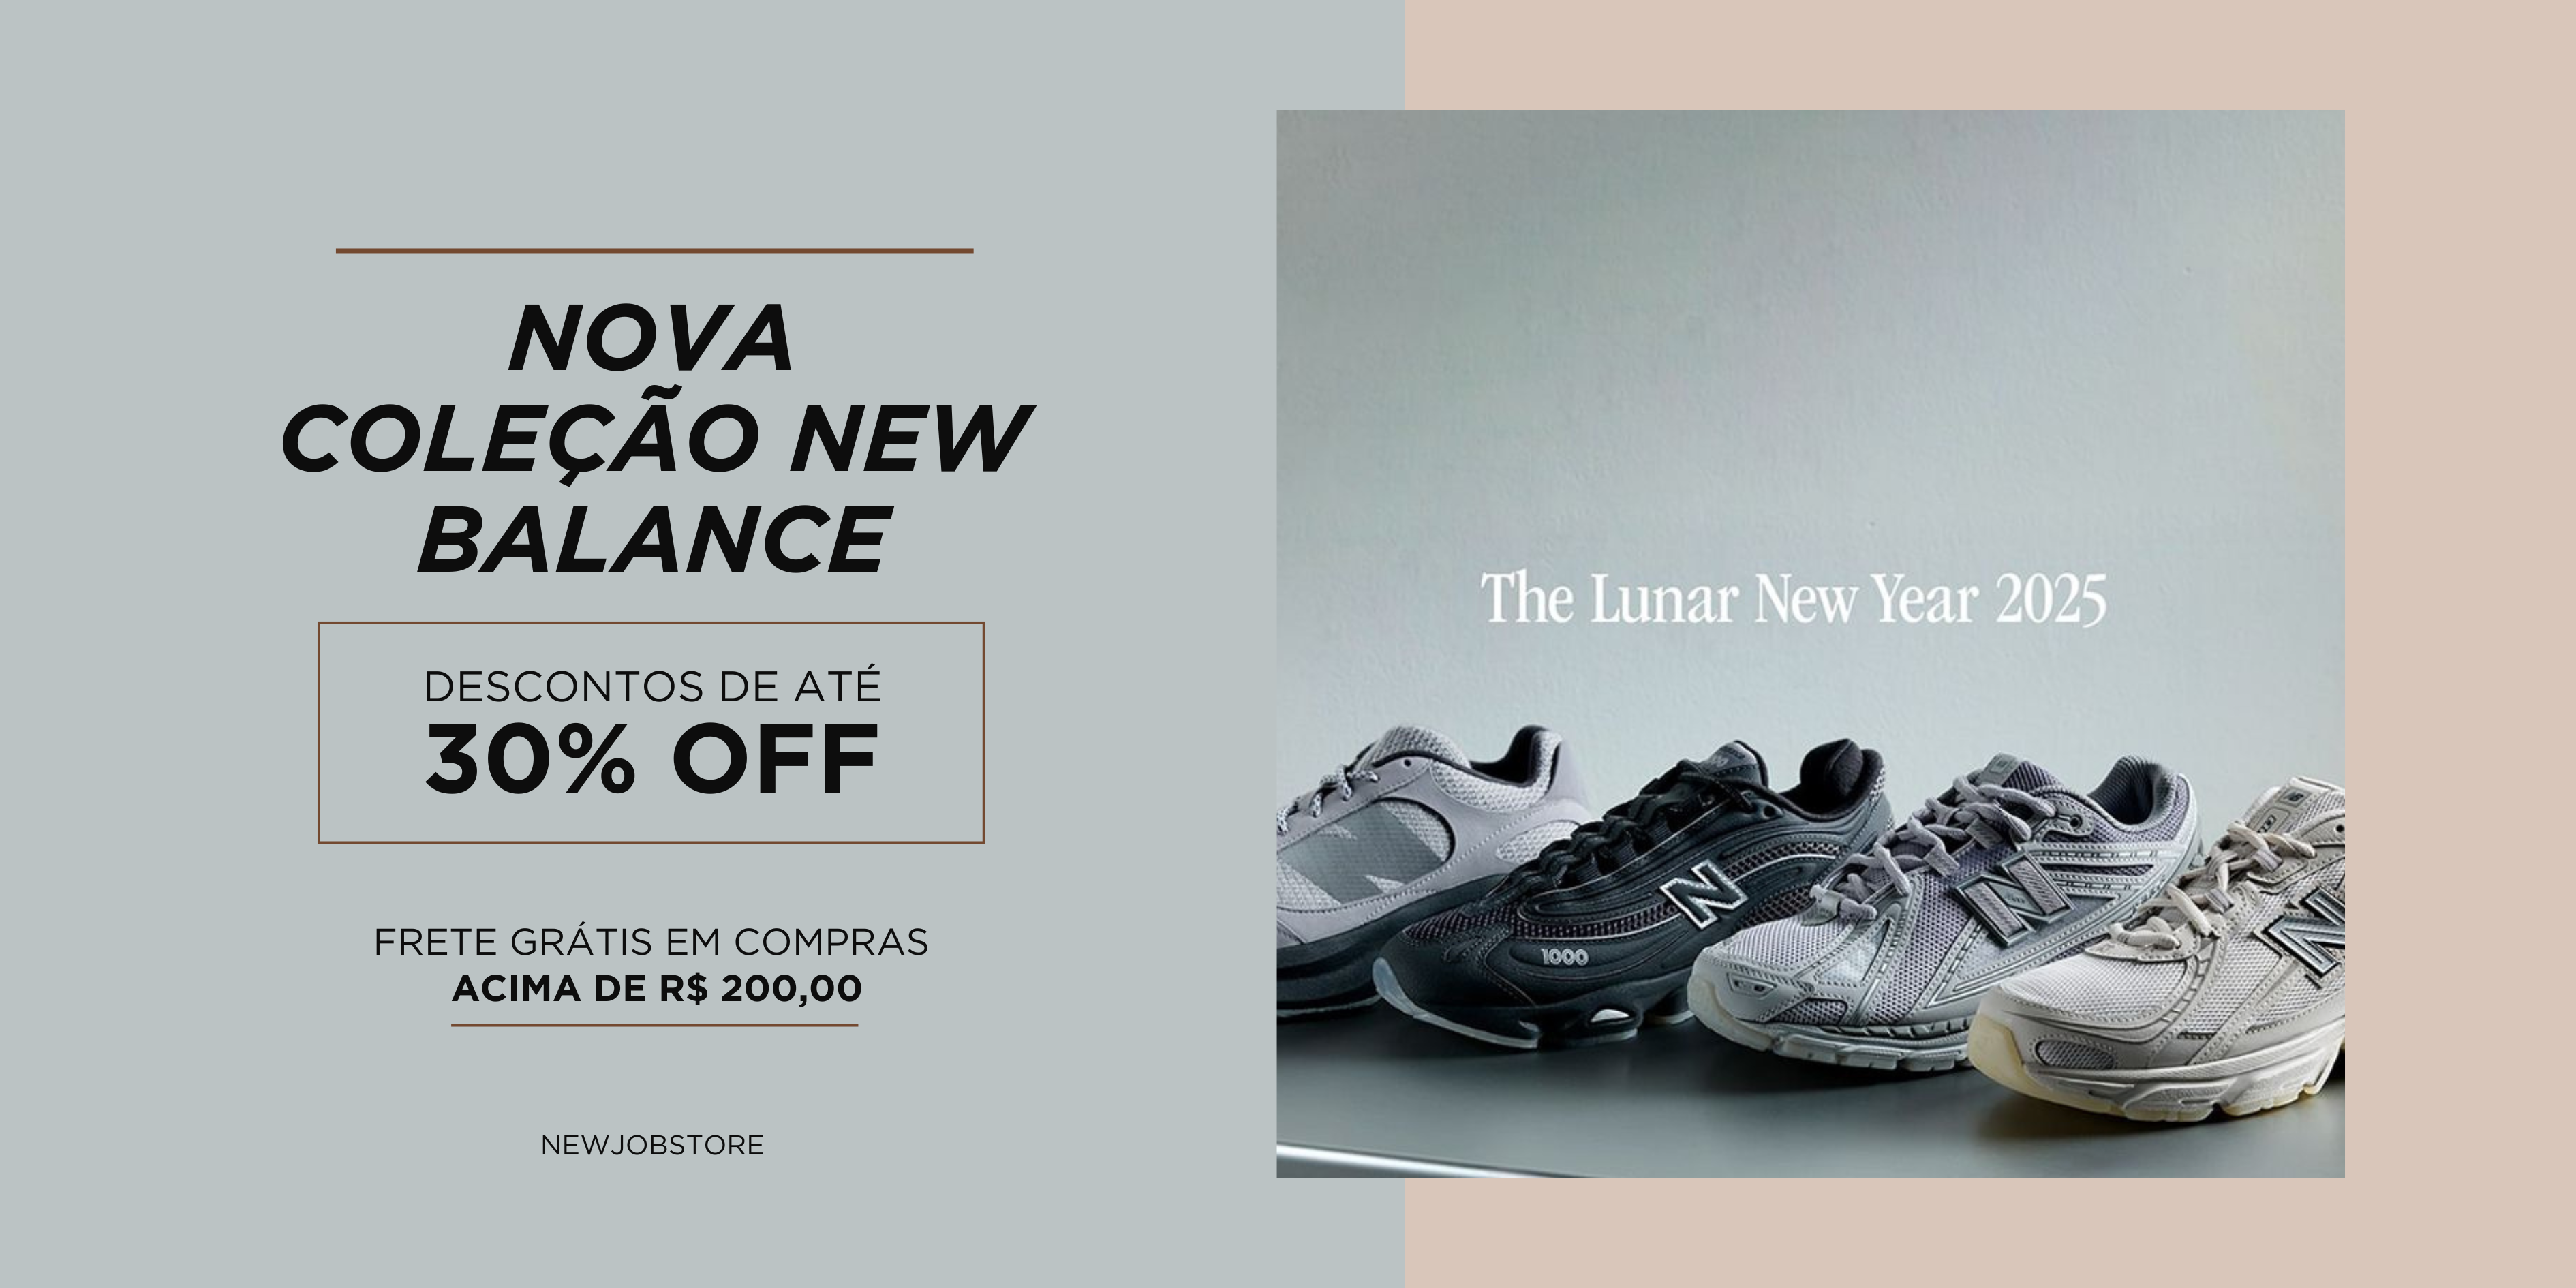 NOVA
COLEÇÃO NEW
BALANCE
DESCONTOS DE ATÉ
30% OFF
FRETE GRÁTIS EM COMPRAS
ACIMA DE R$ 200,00
NEWJOBSTORE
The Lunar New Year 2025
N
1000
N
N